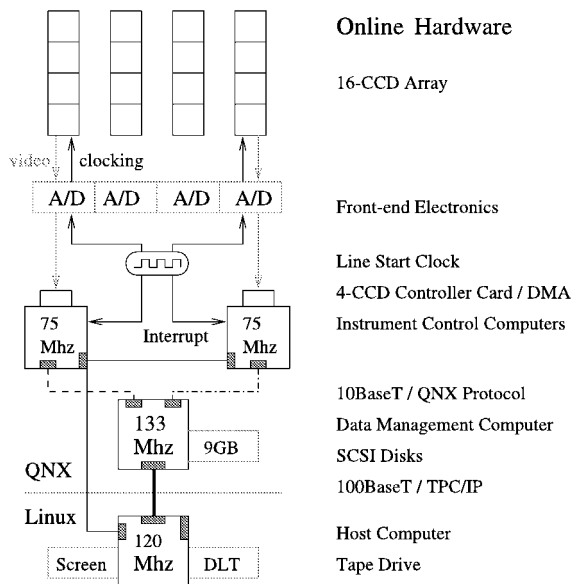 Online Hardware
16-CCD Array
video
clocking
A/D A/D A/D A/D
Front-end Electronics
Line Start Clock
4-CCD Controller Card / DMA
75 Mhz
Interrupt
75 Mhz
Instrument Control Computers
10BaseT / QNX Protocol
133 Mhz
9GB
Data Management Computer
SCSI Disks
QNX
100BaseT / TPC/IP
Linux
120 Mhz
Host Computer
Screen
DLT
Tape Drive